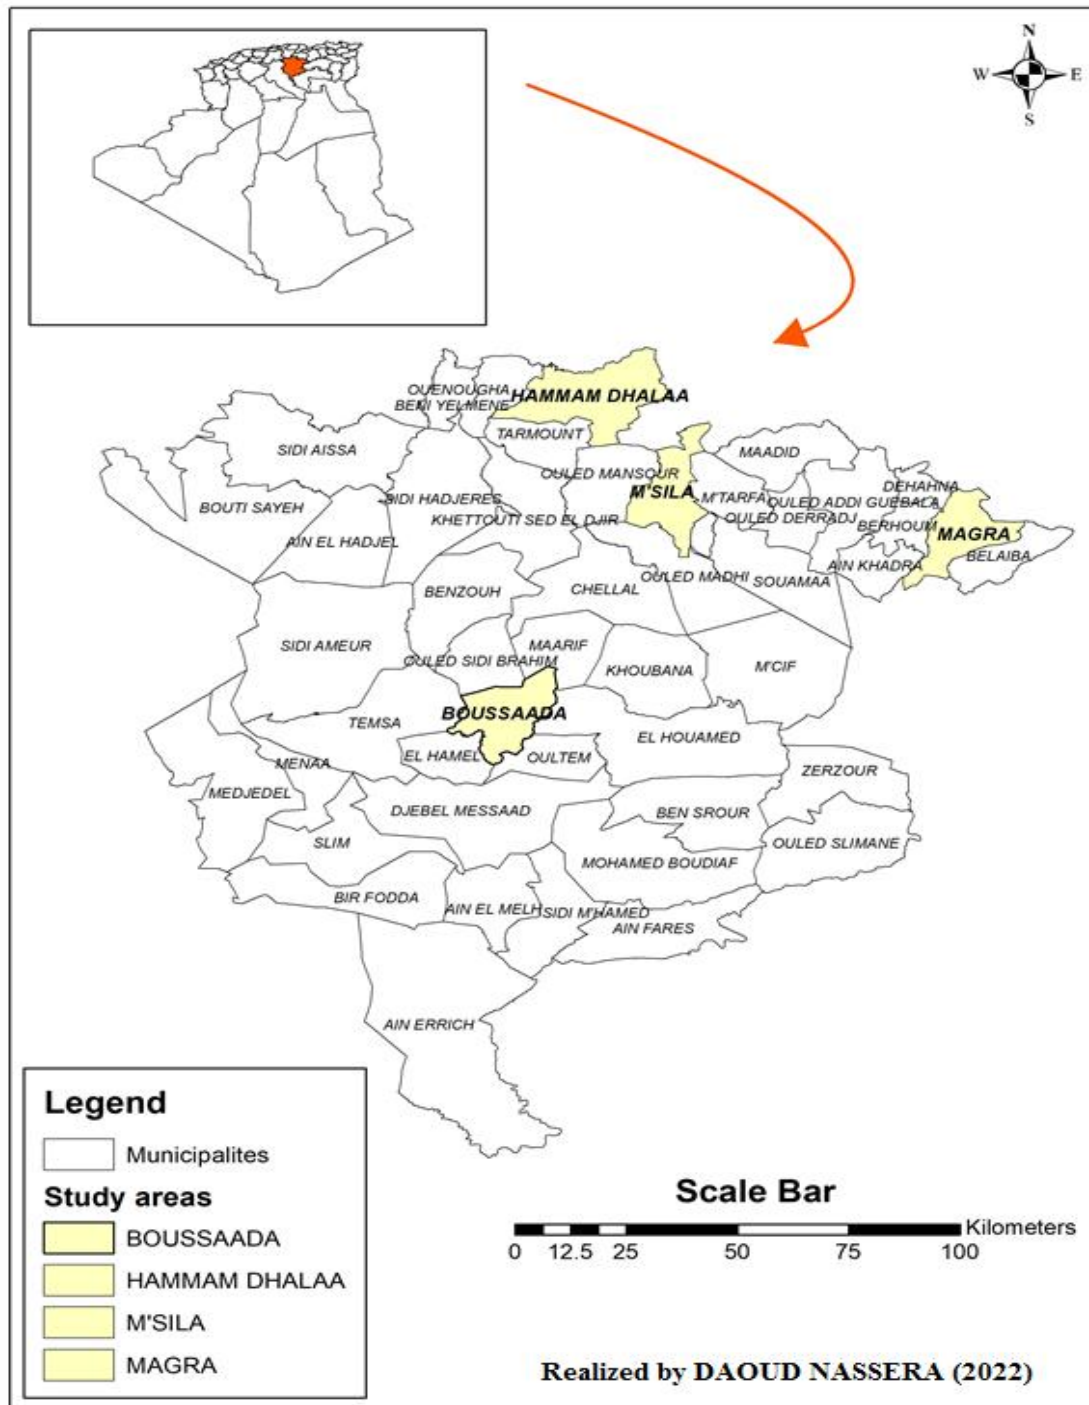 N
W E
S
OUENOUGHA
HAMMAM DHALAA
BENI YELMENE
TARMOUNT
SIDI AISSA
MAADID
OULED MANSOUR
DEHAHNA
BOUTI SAYEH
SIDI HADJERES
M'SILA
M'TARFA
OULED ADDI GUEBALA
KHETTOUTI SED EL DJIR
OULED DERRADJ
BERHOUM
MAGRA
AIN EL HADJEL
BELAIBA
AIN KHADRA
OULED MADHI
SOUAMAA
BENZOUH
CHELLAL
SIDI AMEUR
MAARIF
OULED SIDI BRAHIM
KHOUBANA
M'CIF
BOUSSAADA
TEMSA
EL HOUAMED
EL HAMEL
OULTEM
MENAA
ZERZOUR
MEDJEDEL
DJEBEL MESSAAD
BEN SROUR
SLIM
OULED SLIMANE
MOHAMED BOUDIAF
BIR FODDA
AIN EL MELH
SIDI M'HAMED
AIN FARES
AIN ERRICH
Legend
Municipalites
Study areas
BOUSSAADA
HAMMAM DHALAA
M'SILA
MAGRA
Scale Bar
Kilometers
0 12.5 25 50 75 100
Realized by DAOUD NASSERA (2022)